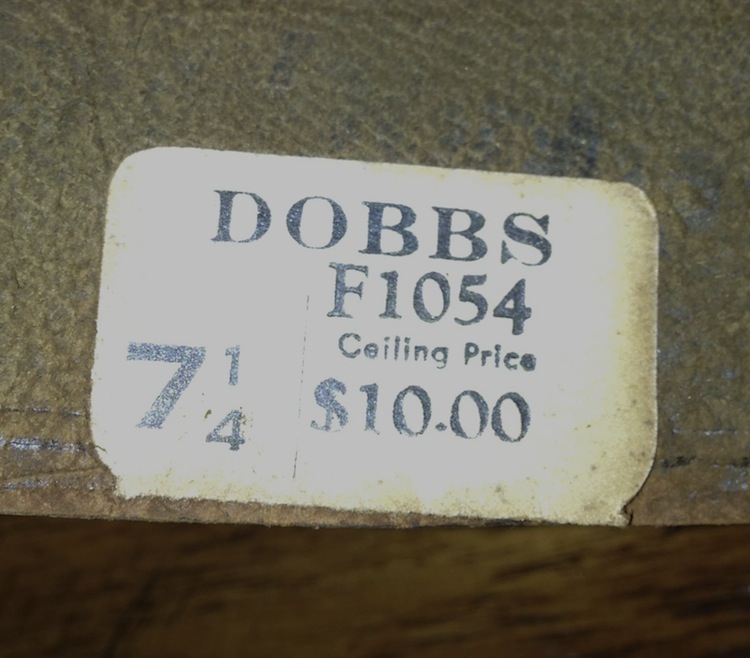 DOBBS
F1054
Ceiling Price
7 1/4
$10.00